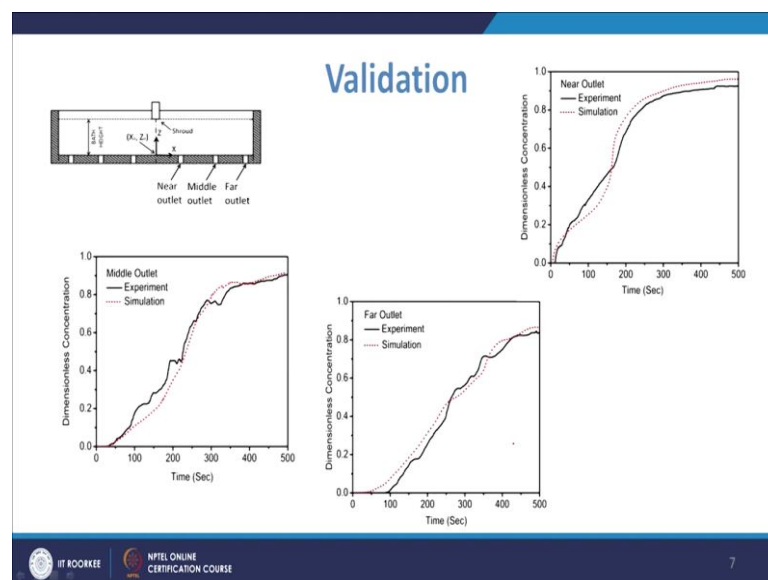 Validation
BATH
HEIGHT
Shroud
Z
X
Near
outlet
Middle
outlet
Far
outlet
Dimensionless Concentration
1.0
0.8
0.6
0.4
0.2
0.0
Near Outlet
Experiment
Simulation
0 100 200 300 400 500
Time (Sec)
Dimensionless Concentration
1.0
0.8
0.6
0.4
0.2
0.0
Middle Outlet
Experiment
Simulation
0 100 200 300 400 500
Time (Sec)
Dimensionless Concentration
1.0
0.8
0.6
0.4
0.2
0.0
Far Outlet
Experiment
Simulation
0 100 200 300 400 500
Time (Sec)
IIT ROORKEE
NPTEL ONLINE
CERTIFICATION COURSE
7